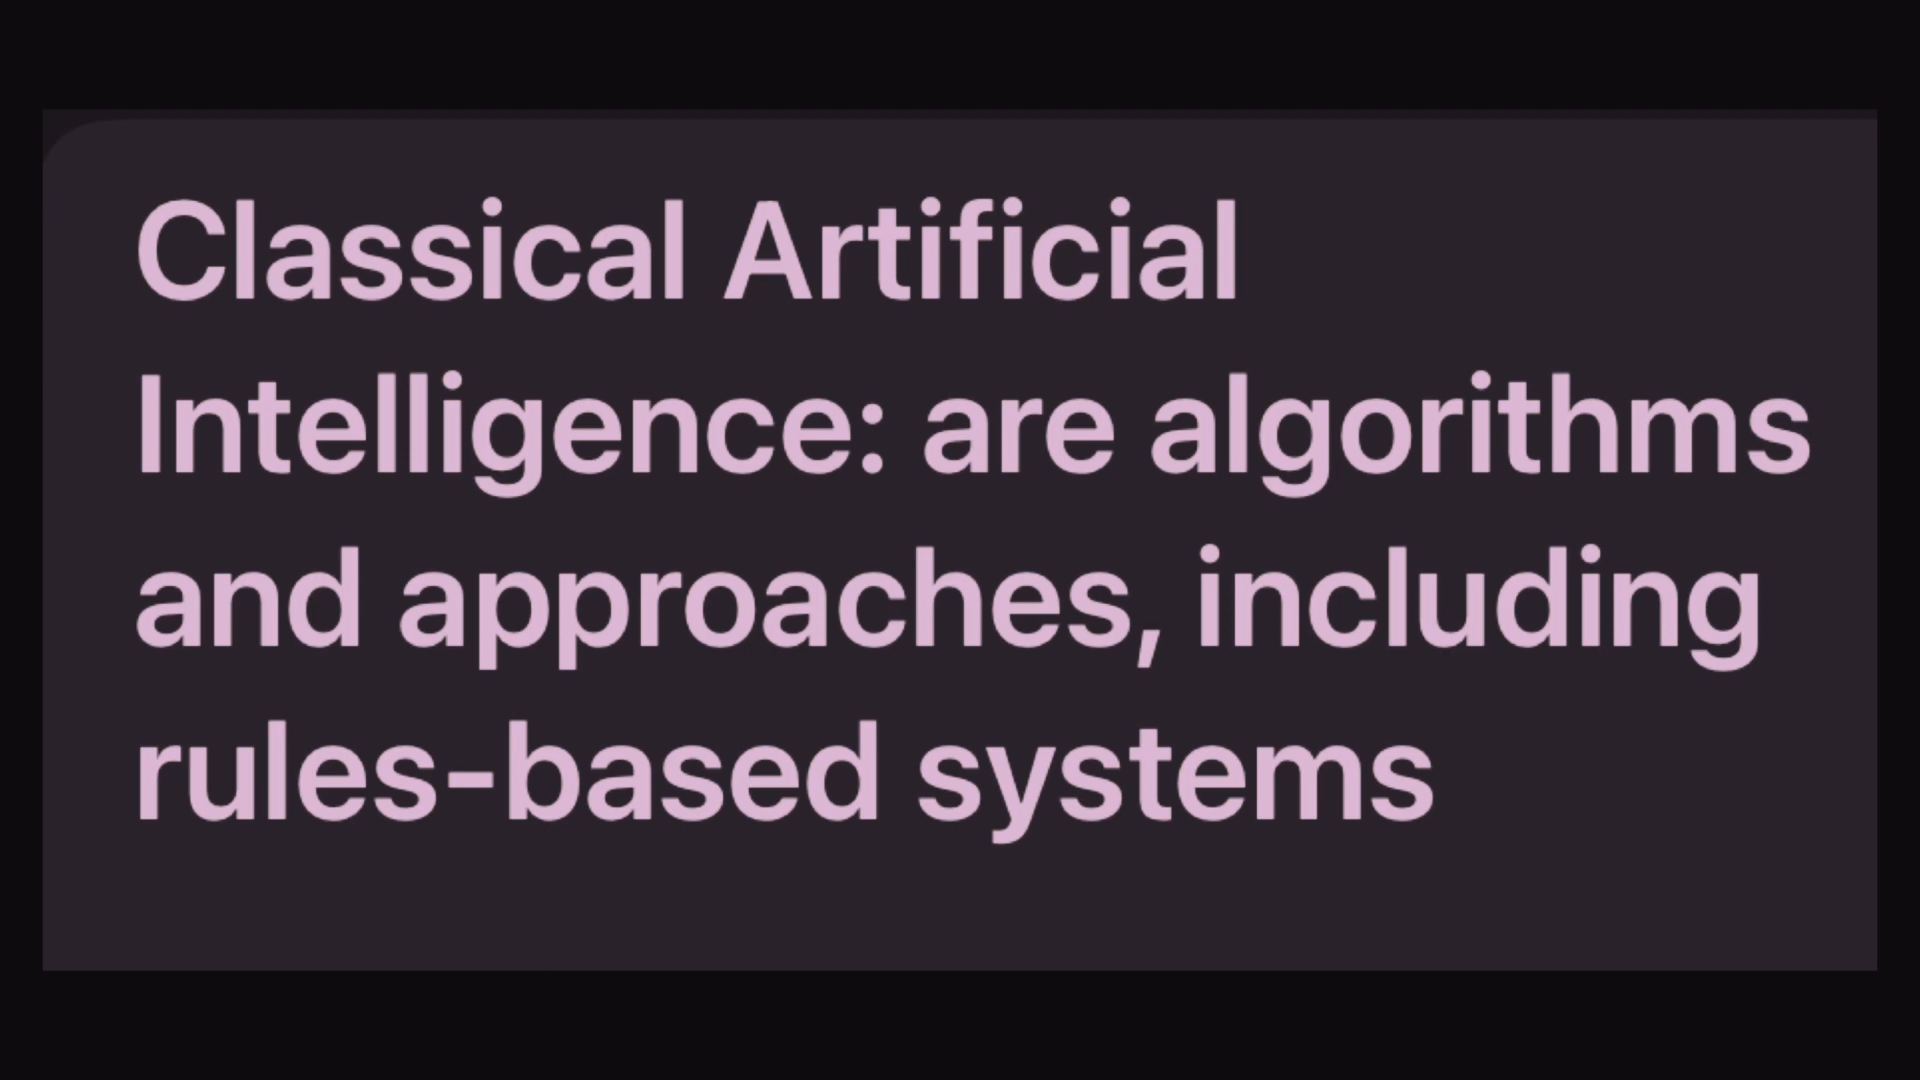 Classical Artificial
Intelligence: are algorithms
and approaches, including
rules-based systems